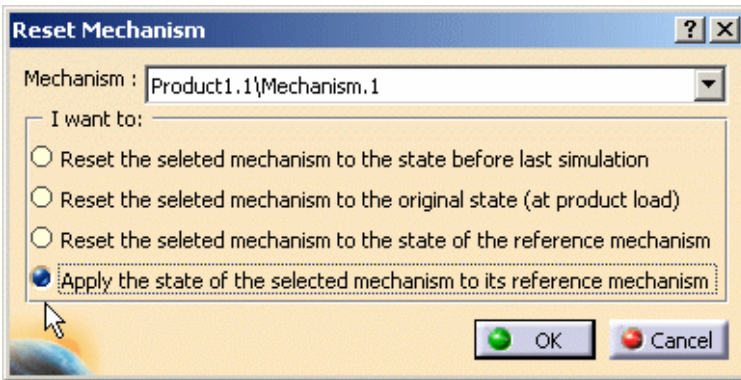 Reset Mechanism
Mechanism : Product1.1\Mechanism.1
I want to:
Reset the seleted mechanism to the state before last simulation
Reset the seleted mechanism to the original state (at product load)
Reset the seleted mechanism to the state of the reference mechanism
Apply the state of the selected mechanism to its reference mechanism
OK Cancel